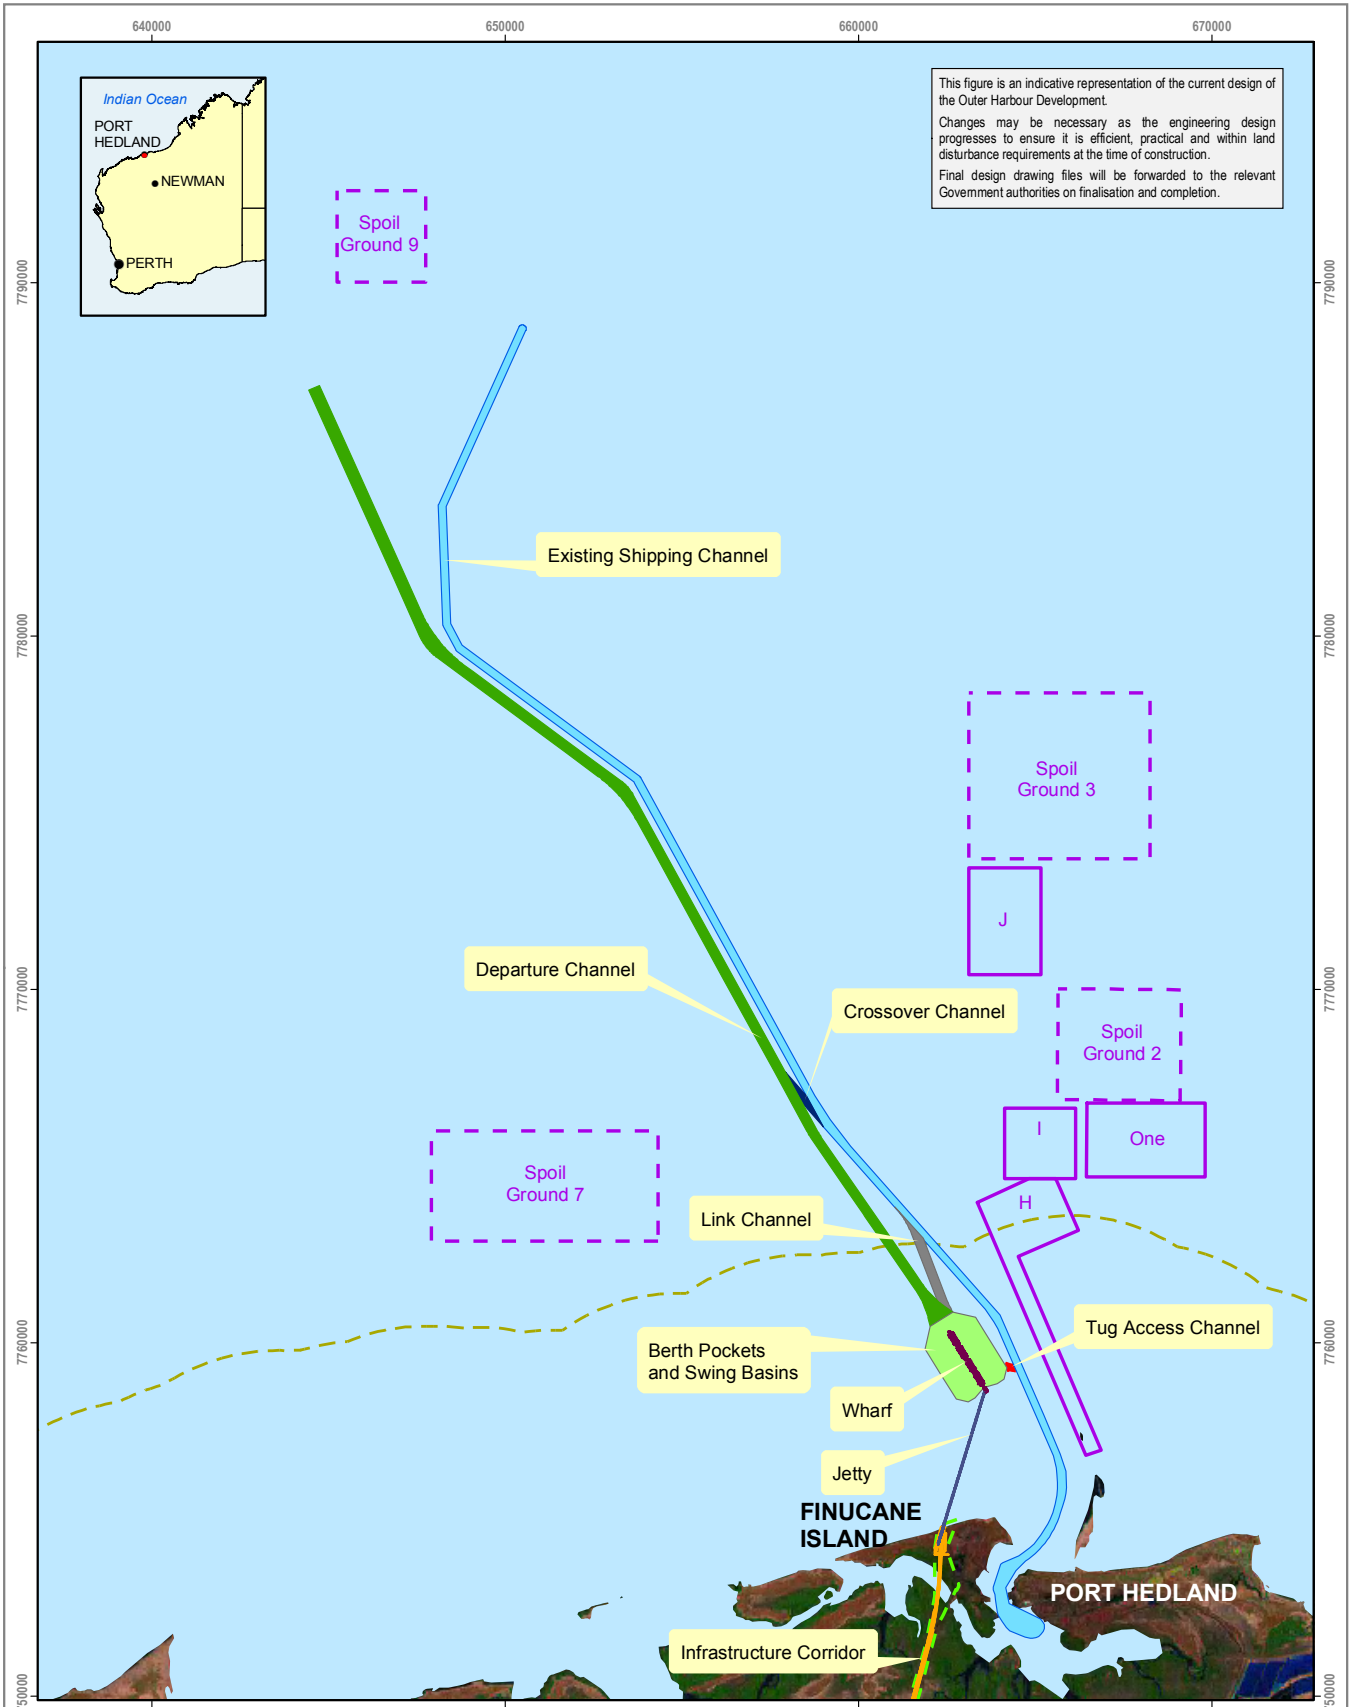 640000
650000
660000
670000
Indian Ocean
PORT
HEDLAND
NEWMAN
PERTH
This figure is an indicative representation of the current design of
the Outer Harbour Development.
Changes may be necessary as the engineering design
progresses to ensure it is efficient, practical and within land
disturbance requirements at the time of construction.
Final design drawing files will be forwarded to the relevant
Government authorities on finalisation and completion.
Spoil
Ground 9
7790000
7790000
Existing Shipping Channel
7780000
7780000
Spoil
Ground 3
J
Departure Channel
7770000
7770000
Crossover Channel
Spoil
Ground 2
I
One
Spoil
Ground 7
H
Link Channel
Tug Access Channel
7760000
7760000
Berth Pockets
and Swing Basins
Wharf
Jetty
FINUCANE
ISLAND
PORT HEDLAND
Infrastructure Corridor
50000
50000